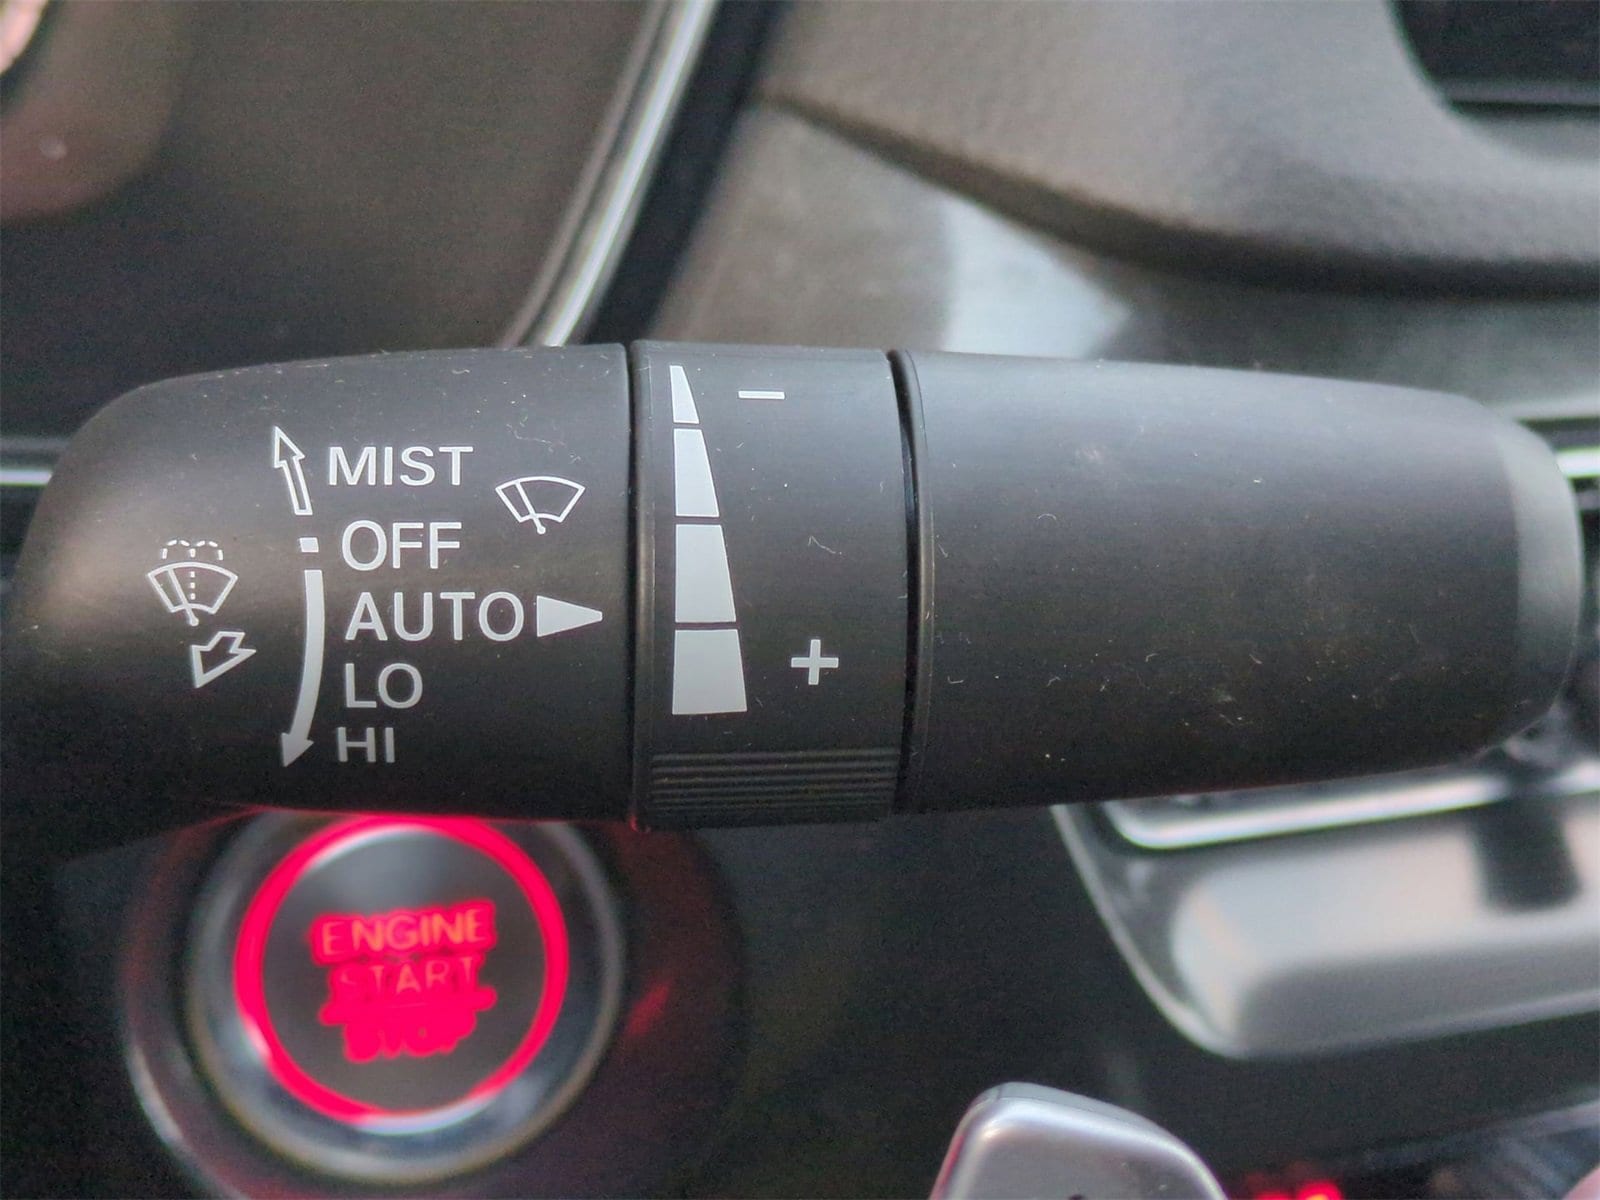 MIST
OFF
AUTO
LO
HI
−
+
ENGINE
START
STOP